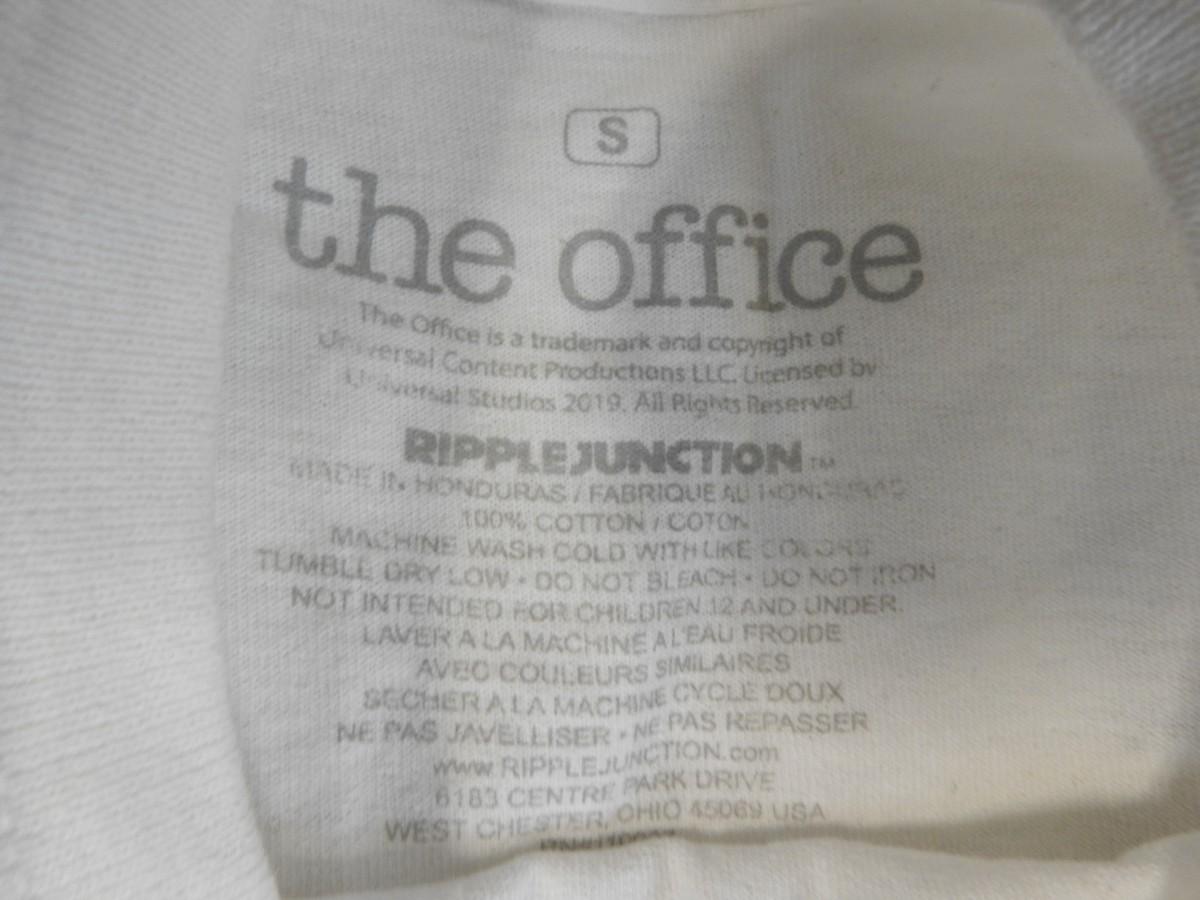 S
the office
The Office is a trademark and copyright of
Universal Content Productions LLC. Licensed by
Universal Studios 2019. All Rights Reserved.
RIPPLE JUNCTION™
MADE IN HONDURAS / FABRIQUE AU HONDURAS
100% COTTON / COTON
MACHINE WASH COLD WITH LIKE COLORS
TUMBLE DRY LOW • DO NOT BLEACH • DO NOT IRON
NOT INTENDED FOR CHILDREN 12 AND UNDER.
LAVER A LA MACHINE A L'EAU FROIDE
AVEC COULEURS SIMILAIRES
SECHER A LA MACHINE CYCLE DOUX
NE PAS JAVELLISER • NE PAS REPASSER
www.RIPPLEJUNCTION.com
6183 CENTRE PARK DRIVE
WEST CHESTER, OHIO 45069 USA